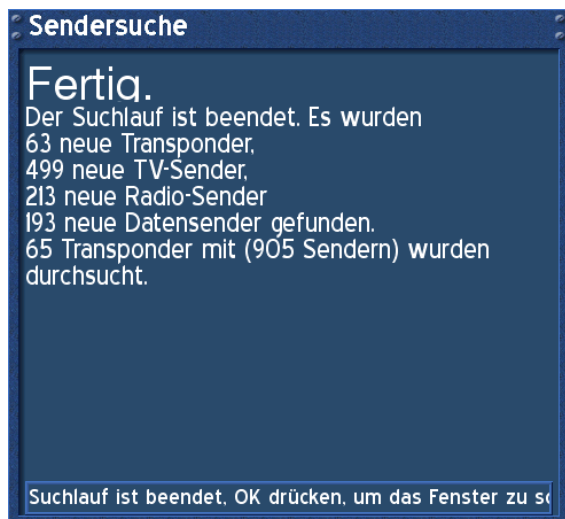 Sendersuche
Fertig.
Der Suchlauf ist beendet. Es wurden
63 neue Transponder,
499 neue TV-Sender,
213 neue Radio-Sender
193 neue Datensender gefunden.
65 Transponder mit (905 Sendern) wurden
durchsucht.
Suchlauf ist beendet, OK drücken, um das Fenster zu